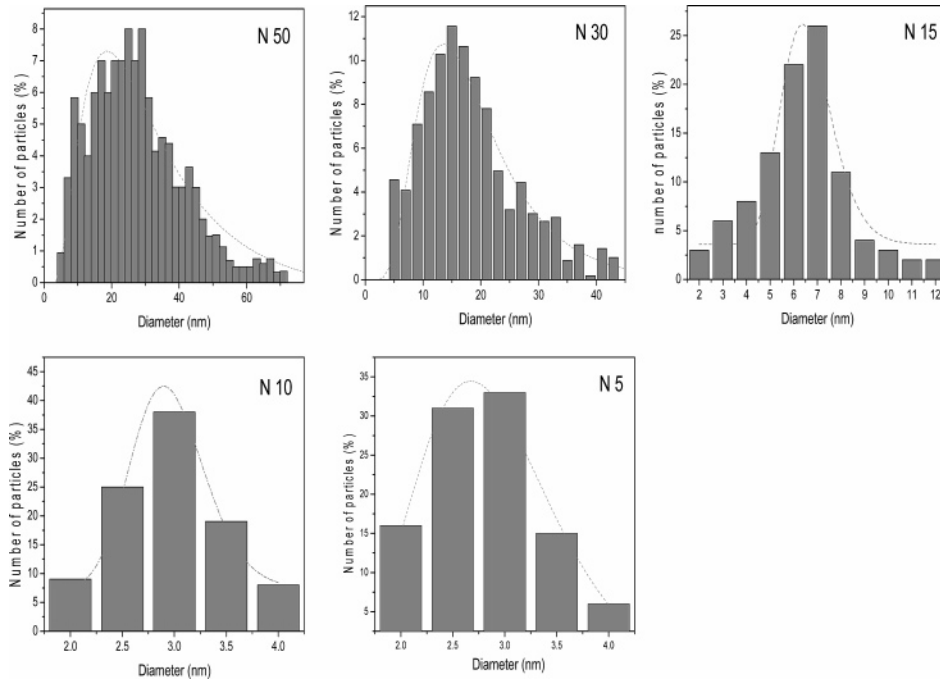 N 50
Number of particles (%)
8
7
6
5
4
3
2
1
0
0 20 40 60
Diameter (nm)
N 30
Number of particles (%)
12
10
8
6
4
2
0
0 10 20 30 40
Diameter (nm)
N 15
number of particles (%)
25
20
15
10
5
0
2 3 4 5 6 7 8 9 10 11 12
Diameter (nm)
N 10
Number of particles (%)
45
40
35
30
25
20
15
10
5
0
2.0 2.5 3.0 3.5 4.0
Diameter (nm)
N 5
Number of particles (%)
35
30
25
20
15
10
5
2.0 2.5 3.0 3.5 4.0
Diameter (nm)